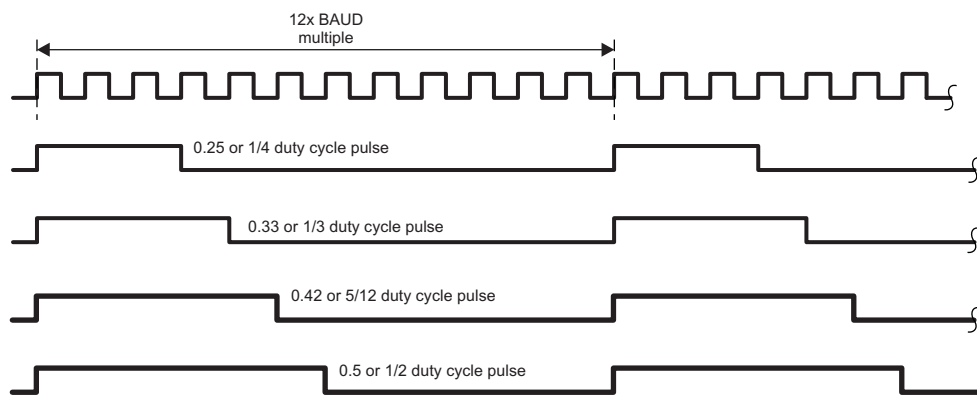 12x BAUD
multiple
0.25 or 1/4 duty cycle pulse
0.33 or 1/3 duty cycle pulse
0.42 or 5/12 duty cycle pulse
0.5 or 1/2 duty cycle pulse